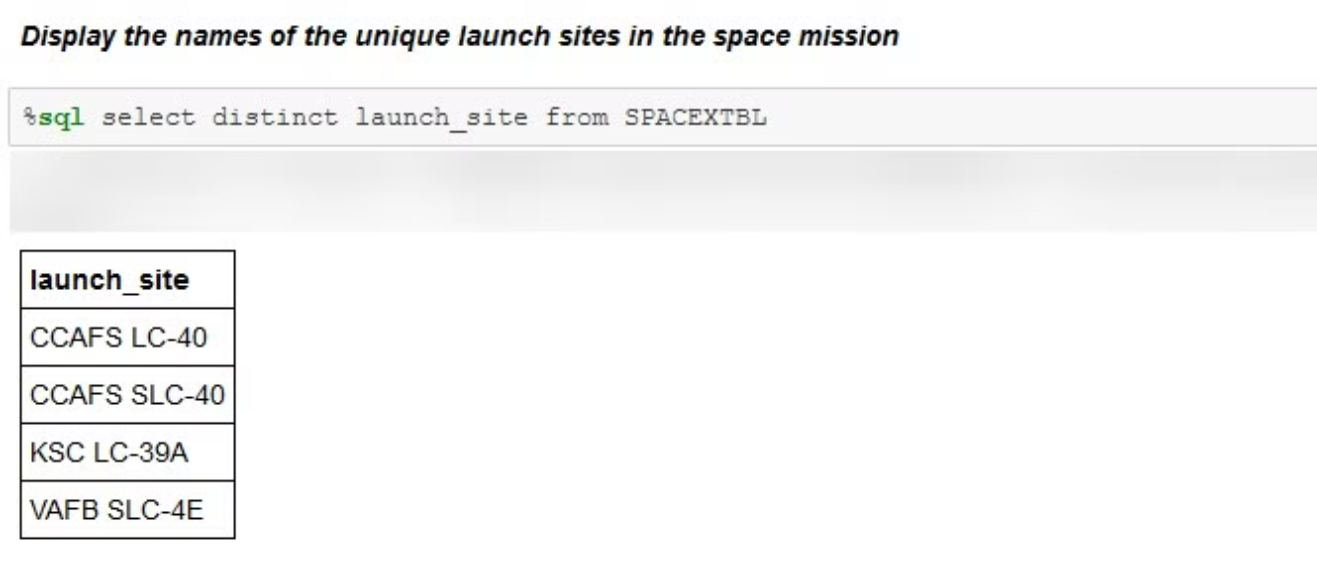 Display the names of the unique launch sites in the space mission
%sql select distinct launch_site from SPACEXTBL
launch_site
CCAFS LC-40
CCAFS SLC-40
KSC LC-39A
VAFB SLC-4E